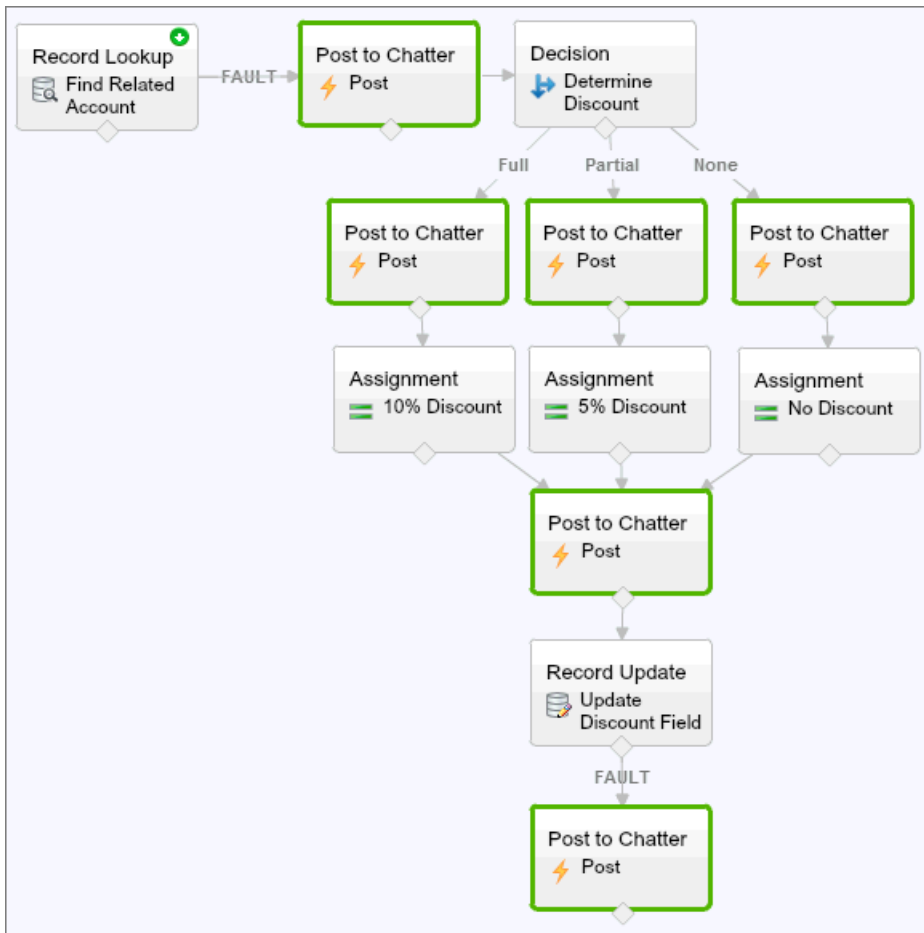 Record Lookup
Find Related
Account
FAULT
Post to Chatter
Post
Decision
Determine
Discount
Full
Partial
None
Post to Chatter
Post
Post to Chatter
Post
Post to Chatter
Post
Assignment
10% Discount
Assignment
5% Discount
Assignment
No Discount
Post to Chatter
Post
Record Update
Update
Discount Field
FAULT
Post to Chatter
Post